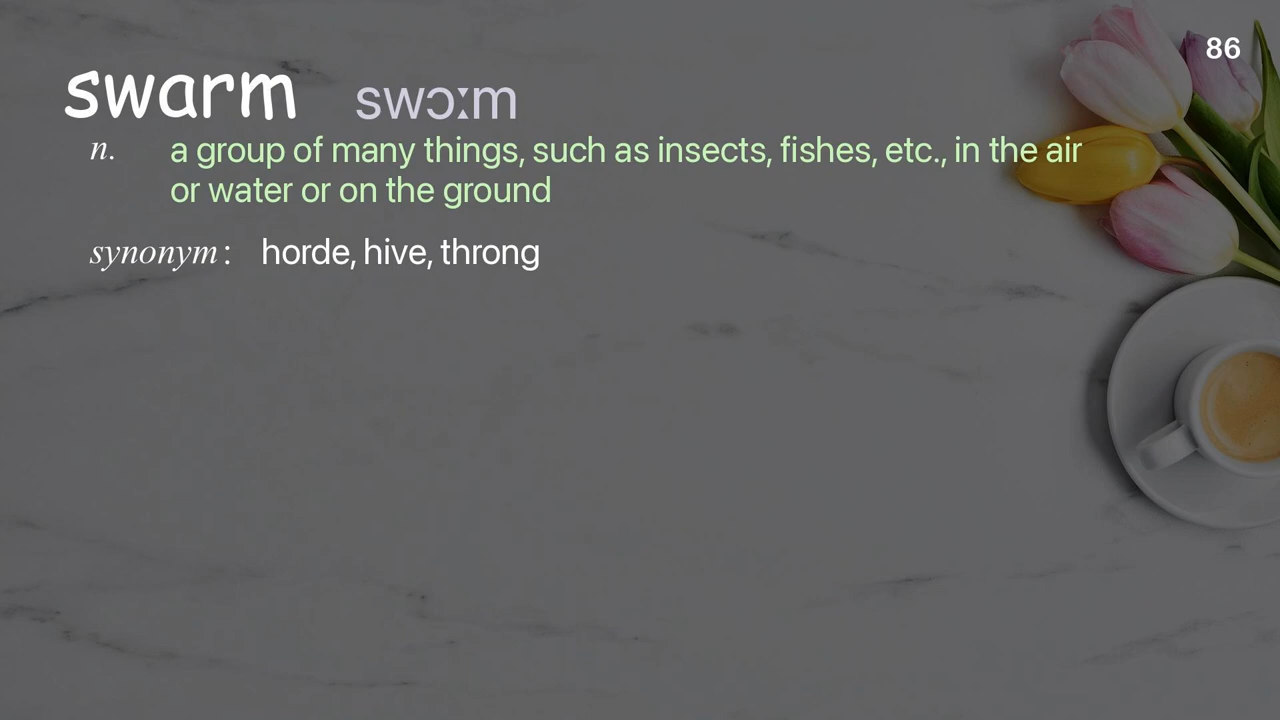 86
swarm swɔːm
n. a group of many things, such as insects, fishes, etc., in the air
or water or on the ground
synonym: horde, hive, throng